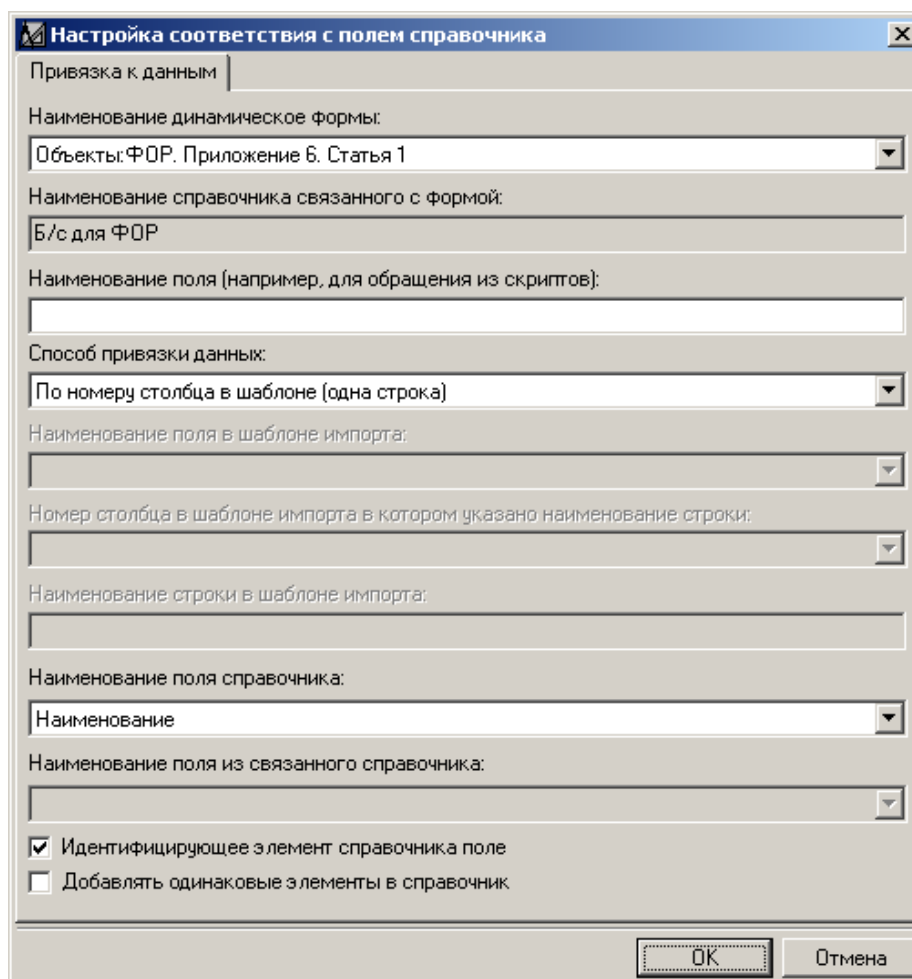 Настройка соответствия с полем справочника
Привязка к данным
Наименование динамическое формы:
Объекты:ФОР. Приложение 6. Статья 1
Наименование справочника связанного с формой:
Б/с для ФОР
Наименование поля (например, для обращения из скриптов):
Способ привязки данных:
По номеру столбца в шаблоне (одна строка)
Наименование поля в шаблоне импорта:
Номер столбца в шаблоне импорта в котором указано наименование строки:
Наименование строки в шаблоне импорта:
Наименование поля справочника:
Наименование
Наименование поля из связанного справочника:
Идентифицирующее элемент справочника поле
Добавлять одинаковые элементы в справочник
OK Отмена